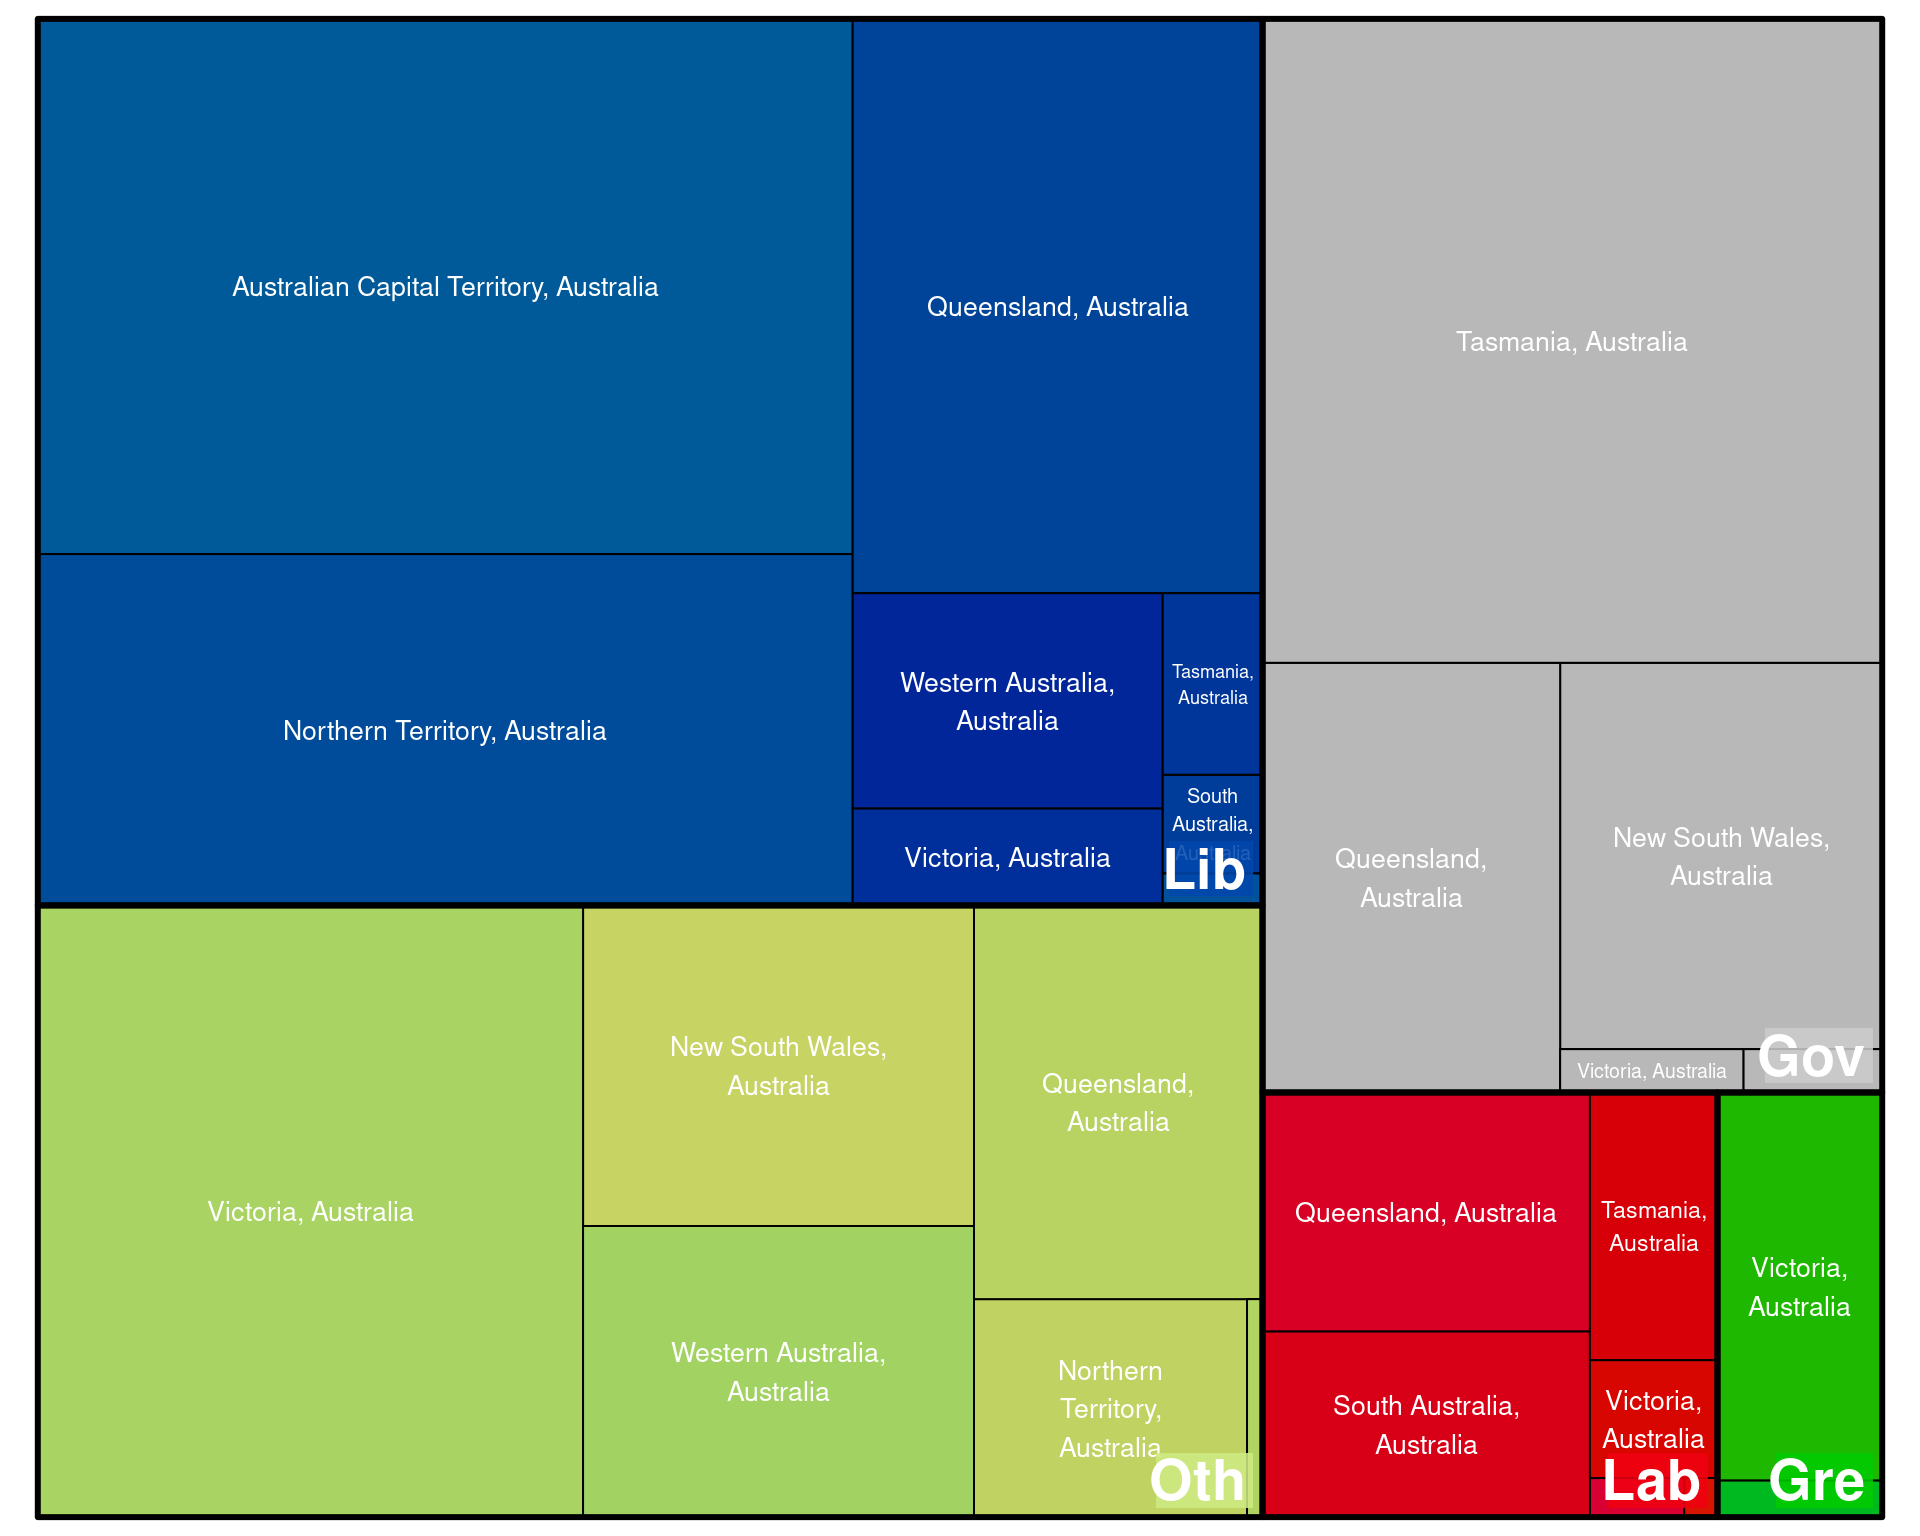 Australian Capital Territory, Australia
Northern Territory, Australia
Queensland, Australia
Western Australia,
Australia
Victoria, Australia
Tasmania,
Australia
South
Australia,
Australia
Lib
Tasmania, Australia
Queensland,
Australia
New South Wales,
Australia
Victoria, Australia
Gov
Victoria, Australia
New South Wales,
Australia
Western Australia,
Australia
Queensland,
Australia
Northern
Territory,
Australia
Oth
Queensland, Australia
South Australia,
Australia
Tasmania,
Australia
Victoria,
Australia
Lab
Victoria,
Australia
Gre